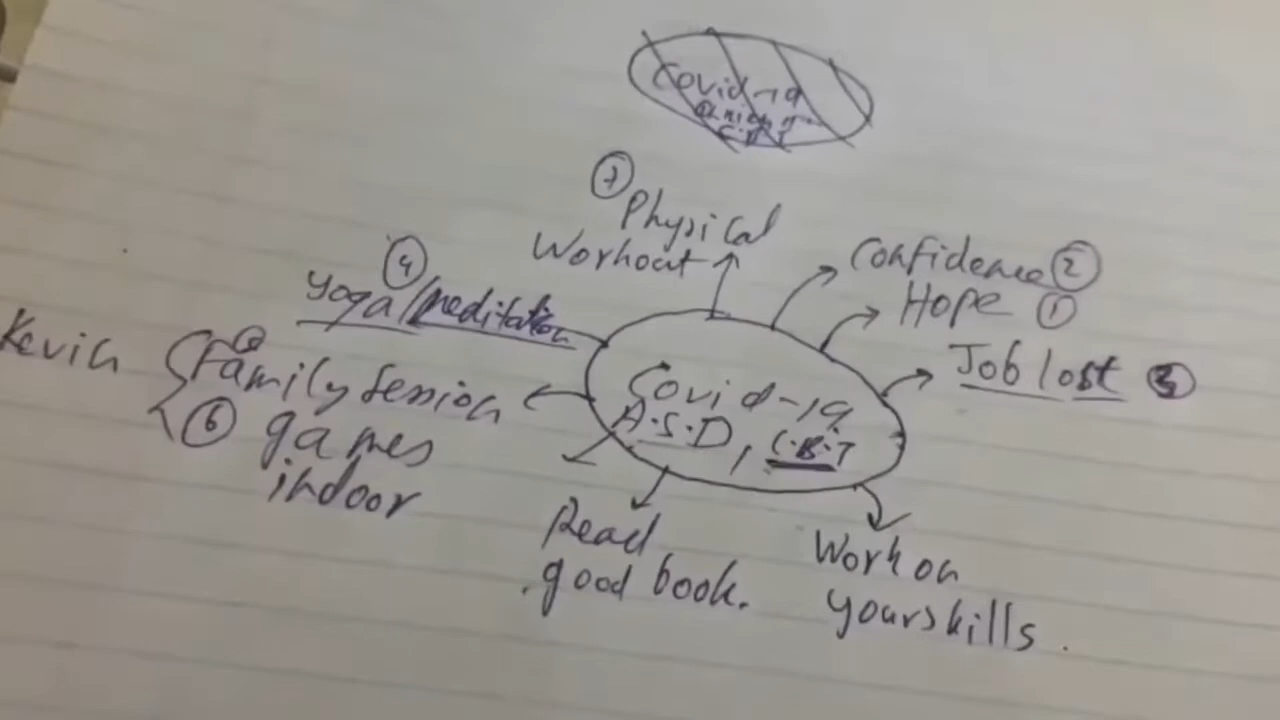 Covid-19
C.B.T
7 Physical
Workout
Confidence 2
Hope 1
Job lost 3
4
Yoga/meditation
Kevin
Family Session
6 games
indoor
Covid-19
A.S.D, C.B.T
Read
good book.
Work on
your skills.